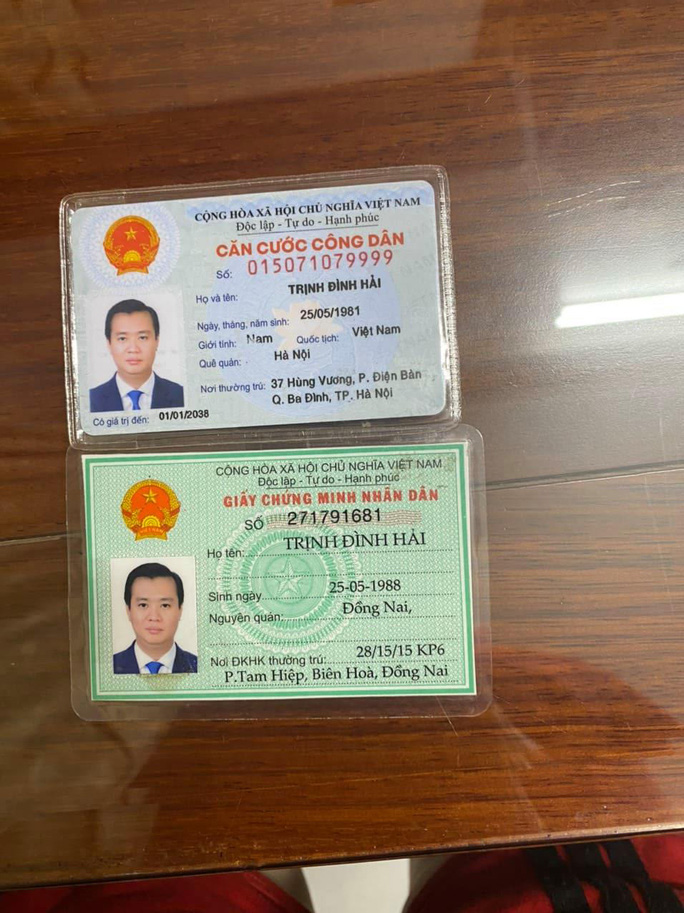 CỘNG HÒA XÃ HỘI CHỦ NGHĨA VIỆT NAM
Độc lập - Tự do - Hạnh phúc
CĂN CƯỚC CÔNG DÂN
Số: 015071079999
Họ và tên: TRỊNH ĐÌNH HẢI
Ngày, tháng, năm sinh: 25/05/1981
Giới tính: Nam Quốc tịch: Việt Nam
Quê quán: Hà Nội
Nơi thường trú: 37 Hùng Vương, P. Điện Bàn
Q. Ba Đình, TP. Hà Nội
Có giá trị đến: 01/01/2038
CỘNG HÒA XÃ HỘI CHỦ NGHĨA VIỆT NAM
Độc lập - Tự do - Hạnh phúc
GIẤY CHỨNG MINH NHÂN DÂN
SỐ 271791681
Họ tên: TRỊNH ĐÌNH HẢI
Sinh ngày 25-05-1988
Nguyên quán: Đồng Nai,
Nơi ĐKHK thường trú: 28/15/15 KP6
P.Tam Hiệp, Biên Hoà, Đồng Nai